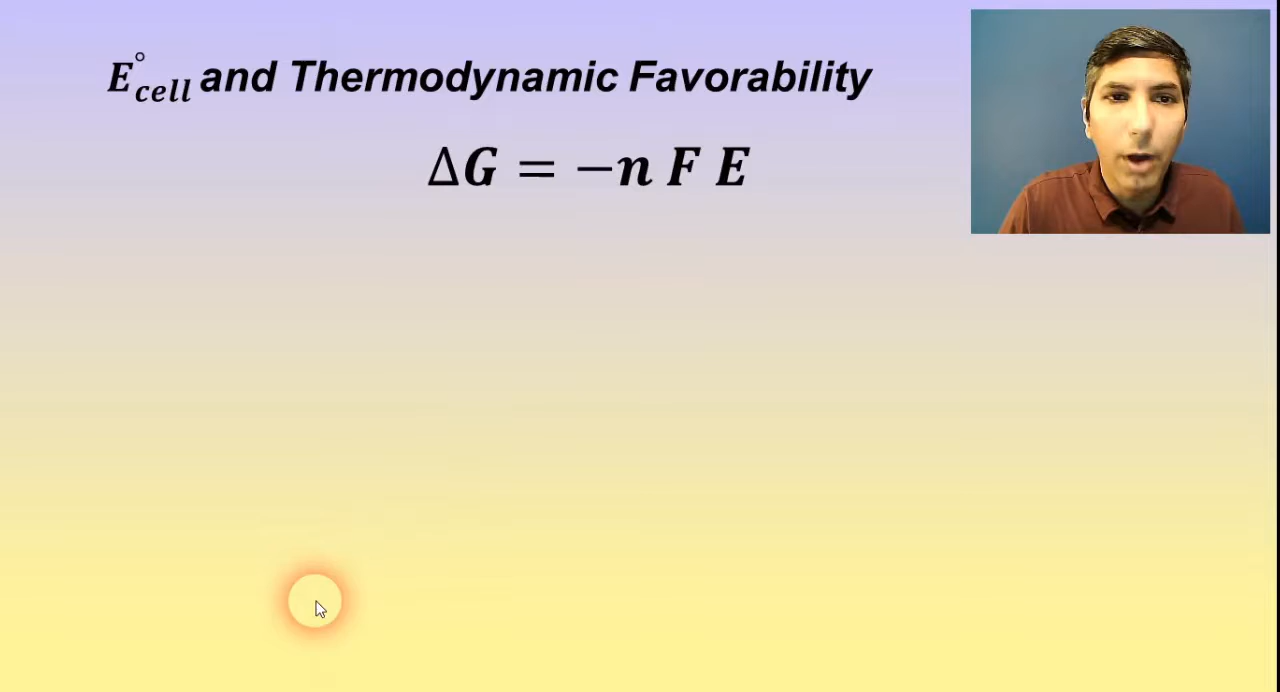 E°cell and Thermodynamic Favorability
ΔG = −n F E